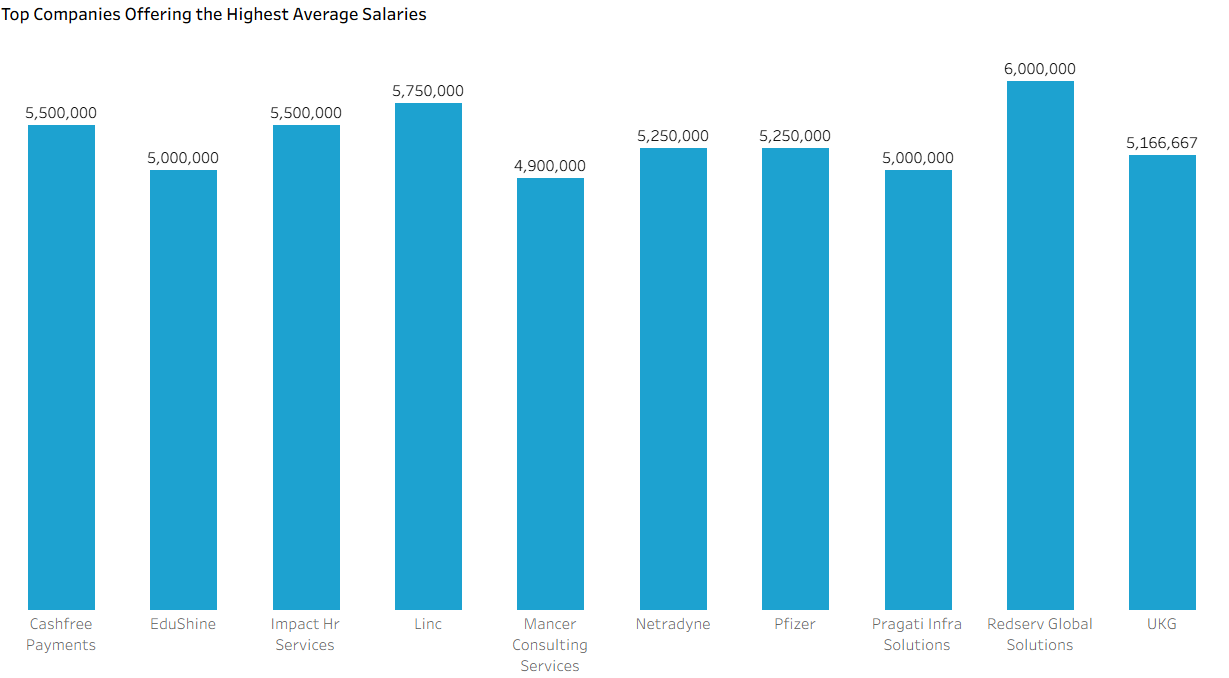 Top Companies Offering the Highest Average Salaries
6,000,000
5,750,000
5,500,000
5,500,000
5,250,000
5,250,000
5,166,667
5,000,000
5,000,000
4,900,000
Cashfree
Payments
EduShine
Impact Hr
Services
Linc
Mancer
Consulting
Services
Netradyne
Pfizer
Pragati Infra
Solutions
Redserv Global
Solutions
UKG